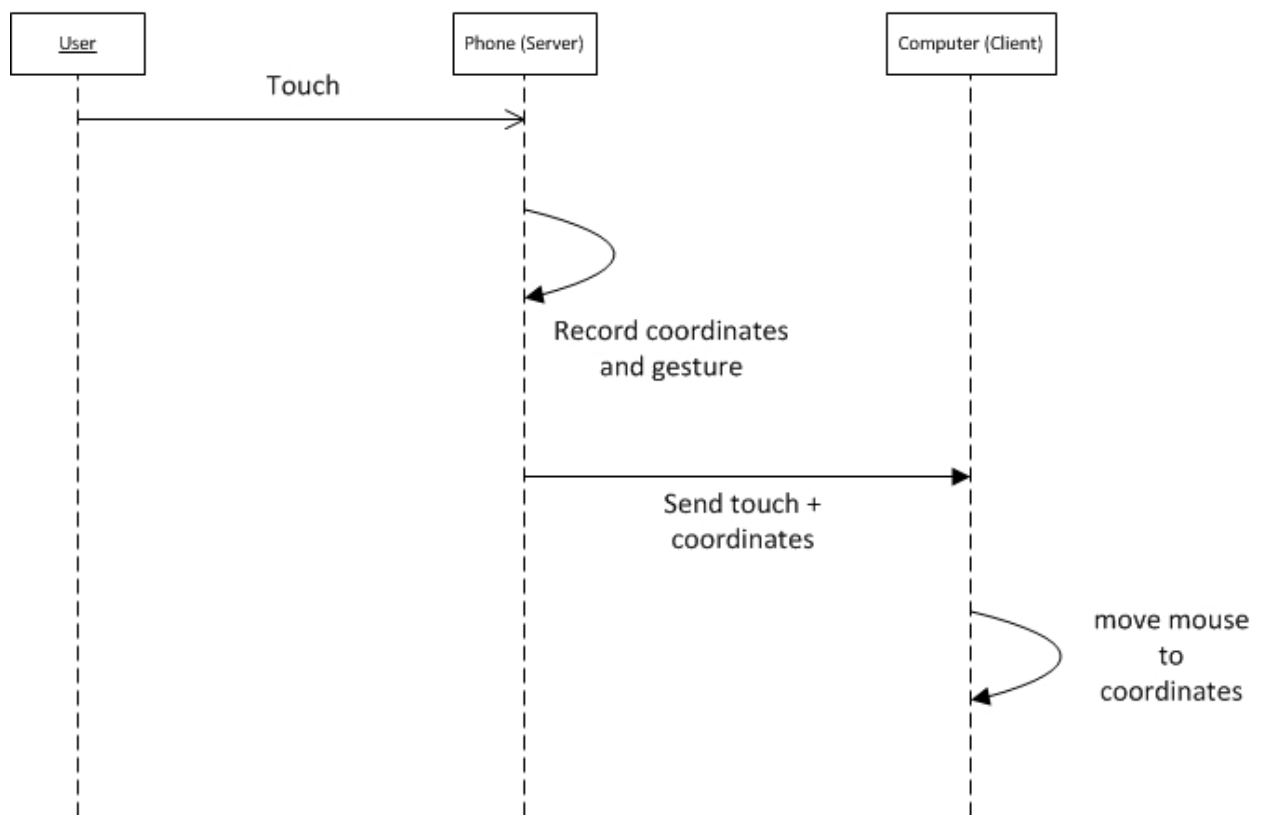 User
Phone (Server)
Computer (Client)
Touch
Record coordinates
and gesture
Send touch +
coordinates
move mouse
to
coordinates